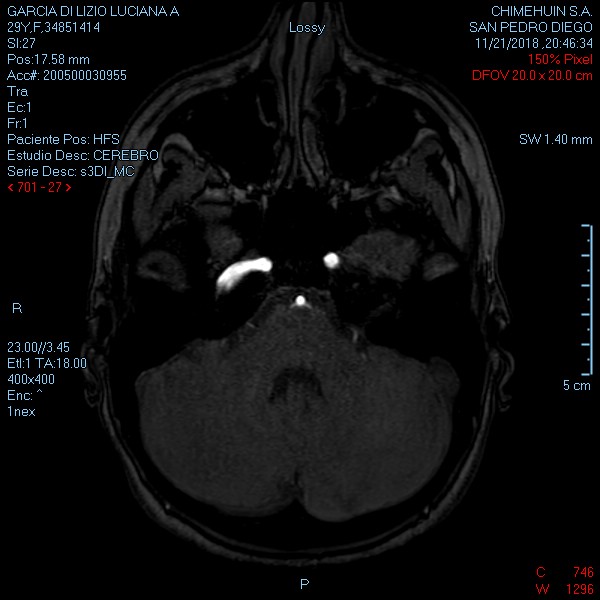 GARCIA DI LIZIO LUCIANA A
29Y,F,34851414
Sl:27
Pos:17.58 mm
Acc#: 200500030955
Tra
Ec:1
Fr:1
Paciente Pos: HFS
Estudio Desc: CEREBRO
Serie Desc: s3DI_MC
< 701 - 27 >
Lossy
CHIMEHUIN S.A.
SAN PEDRO DIEGO
11/21/2018 ,20:46:34
150% Pixel
DFOV 20.0 x 20.0 cm
SW 1.40 mm
R
23.00//3.45
Etl:1 TA:18.00
400x400
Enc: ^
1nex
5 cm
P
C 746
W 1296